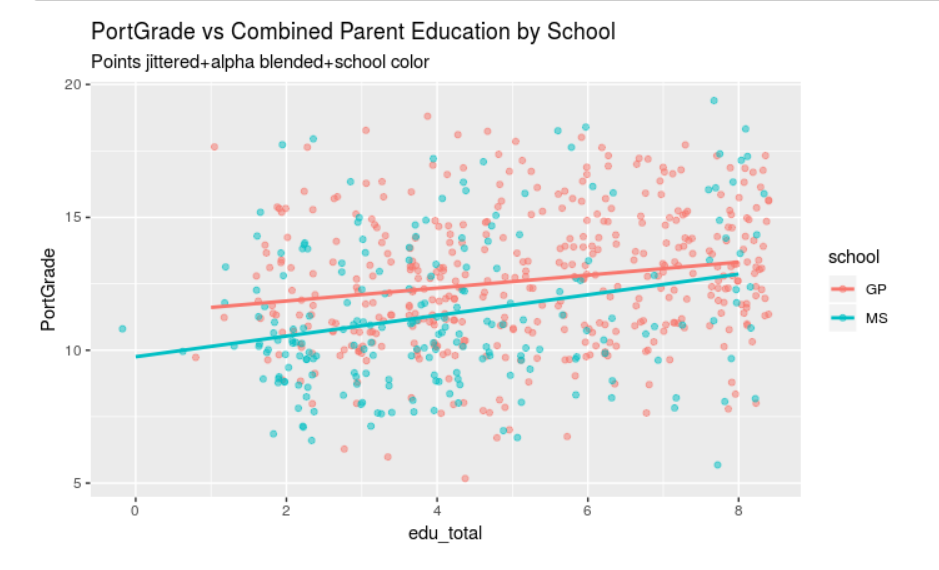 PortGrade vs Combined Parent Education by School
Points jittered+alpha blended+school color
20
15
10
5
PortGrade
0 2 4 6 8
edu_total
school
GP
MS